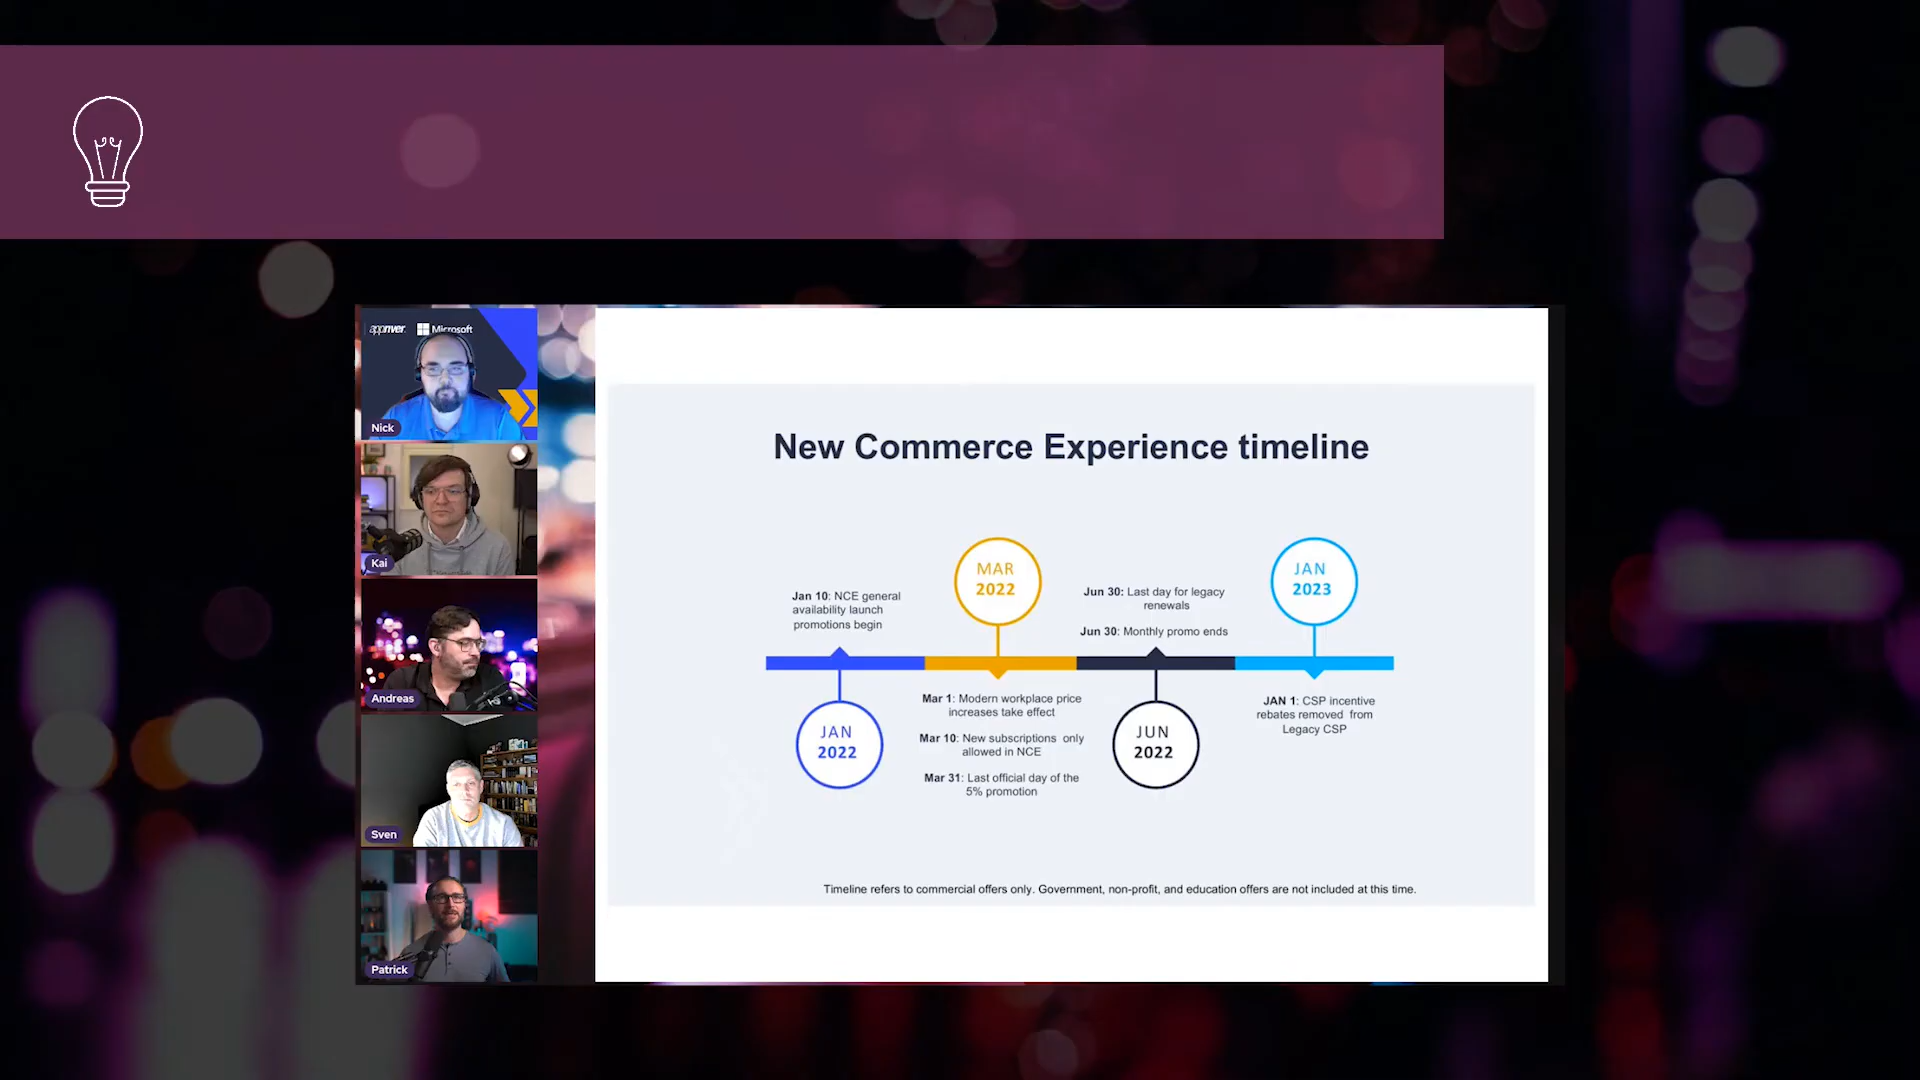 appriver
Microsoft
Nick
Kai
Andreas
Sven
Patrick
New Commerce Experience timeline
Jan 10: NCE general
availability launch
promotions begin
JAN
2022
MAR
2022
Mar 1: Modern workplace price
increases take effect
Mar 10: New subscriptions only
allowed in NCE
Mar 31: Last official day of the
5% promotion
Jun 30: Last day for legacy
renewals
Jun 30: Monthly promo ends
JUN
2022
JAN
2023
JAN 1: CSP incentive
rebates removed from
Legacy CSP
Timeline refers to commercial offers only. Government, non-profit, and education offers are not included at this time.